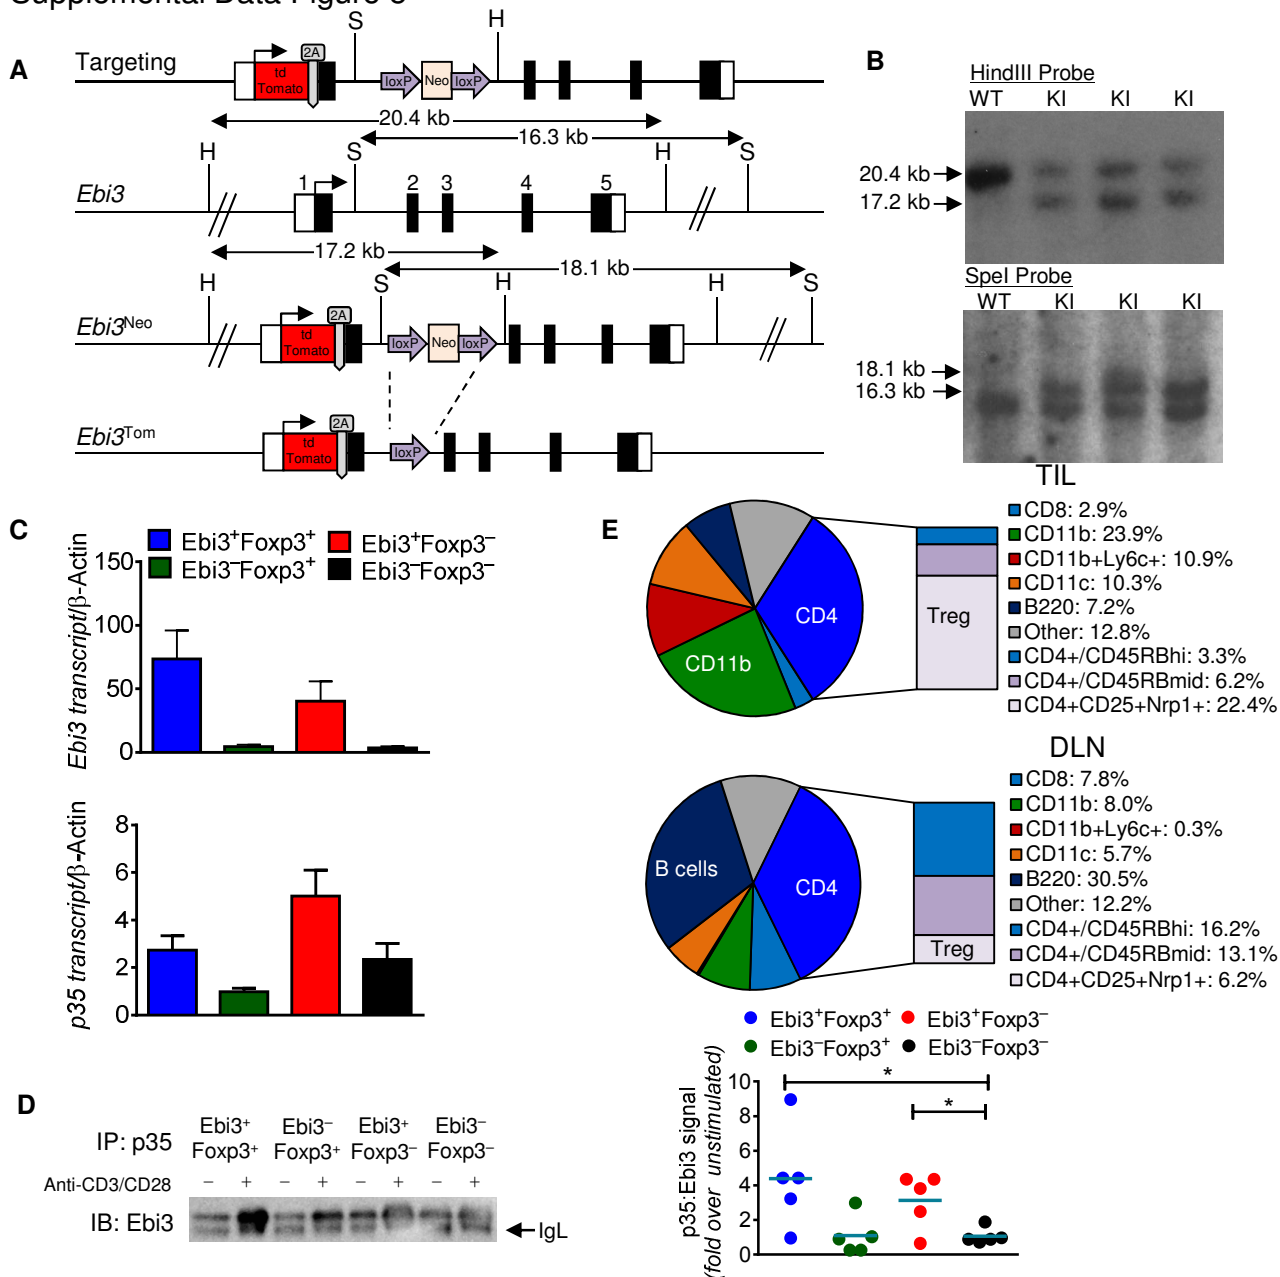 A
Targeting
S
H
2A
td
Tomato
loxP
Neo
loxP
20.4 kb
16.3 kb
H
S
H
S
Ebi3
1
2
3
4
5
17.2 kb
18.1 kb
H
S
H
H
S
Ebi3Neo
2A
td
Tomato
loxP
Neo
loxP
Ebi3Tom
2A
td
Tomato
loxP
B
HindIII Probe
WT KI KI KI
20.4 kb
17.2 kb
SpeI Probe
WT KI KI KI
18.1 kb
16.3 kb
C
Ebi3+Foxp3+
Ebi3+Foxp3–
Ebi3–Foxp3+
Ebi3–Foxp3–
Ebi3 transcript/β-Actin
150
100
50
0
p35 transcript/β-Actin
8
6
4
2
0
D
IP: p35
Ebi3+ Ebi3– Ebi3+ Ebi3–
Foxp3+ Foxp3+ Foxp3– Foxp3–
Anti-CD3/CD28 – + – + – + – +
IB: Ebi3
IgL
Ebi3+Foxp3+
Ebi3+Foxp3–
Ebi3–Foxp3+
Ebi3–Foxp3–
p35:Ebi3 signal
(fold over unstimulated)
10
8
6
4
2
0
*
*
E
TIL
CD4
CD11b
Treg
CD8: 2.9%
CD11b: 23.9%
CD11b+Ly6c+: 10.9%
CD11c: 10.3%
B220: 7.2%
Other: 12.8%
CD4+/CD45RBhi: 3.3%
CD4+/CD45RBmid: 6.2%
CD4+CD25+Nrp1+: 22.4%
DLN
B cells
CD4
Treg
CD8: 7.8%
CD11b: 8.0%
CD11b+Ly6c+: 0.3%
CD11c: 5.7%
B220: 30.5%
Other: 12.2%
CD4+/CD45RBhi: 16.2%
CD4+/CD45RBmid: 13.1%
CD4+CD25+Nrp1+: 6.2%